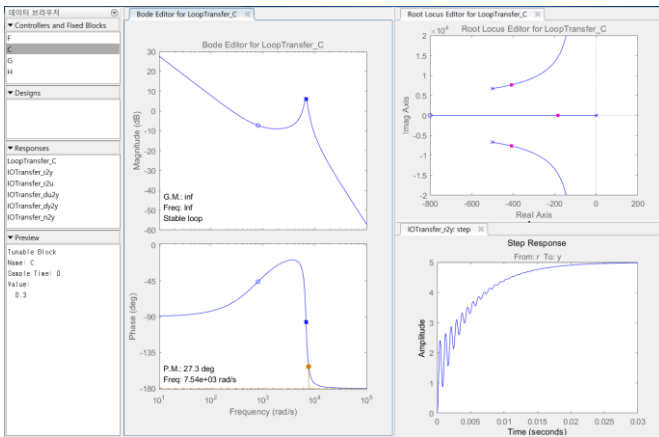 데이터 브라우저
Controllers and Fixed Blocks
F
C
G
H
Designs
Responses
LoopTransfer_C
IOTransfer_r2y
IOTransfer_r2u
IOTransfer_du2y
IOTransfer_dy2y
IOTransfer_n2y
Preview
Tunable Block
Name: C
Sample Time: 0
Value:
0.3
Bode Editor for LoopTransfer_C
Bode Editor for LoopTransfer_C
Magnitude (dB)
30
20
10
0
-10
-20
-30
-40
-50
-60
G.M.: inf
Freq: Inf
Stable loop
Phase (deg)
0
-45
-90
-135
-180
P.M.: 27.3 deg
Freq: 7.54e+03 rad/s
10^1
10^2
10^3
10^4
10^5
Frequency (rad/s)
Root Locus Editor for LoopTransfer_C
×10^4
Root Locus Editor for LoopTransfer_C
Imag Axis
2
1.5
1
0.5
0
-0.5
-1
-1.5
-2
-800
-600
-400
-200
0
200
Real Axis
IOTransfer_r2y: step
Step Response
From: r To: y
Amplitude
5
4
3
2
1
0
0
0.005
0.01
0.015
0.02
0.025
0.03
Time (seconds)